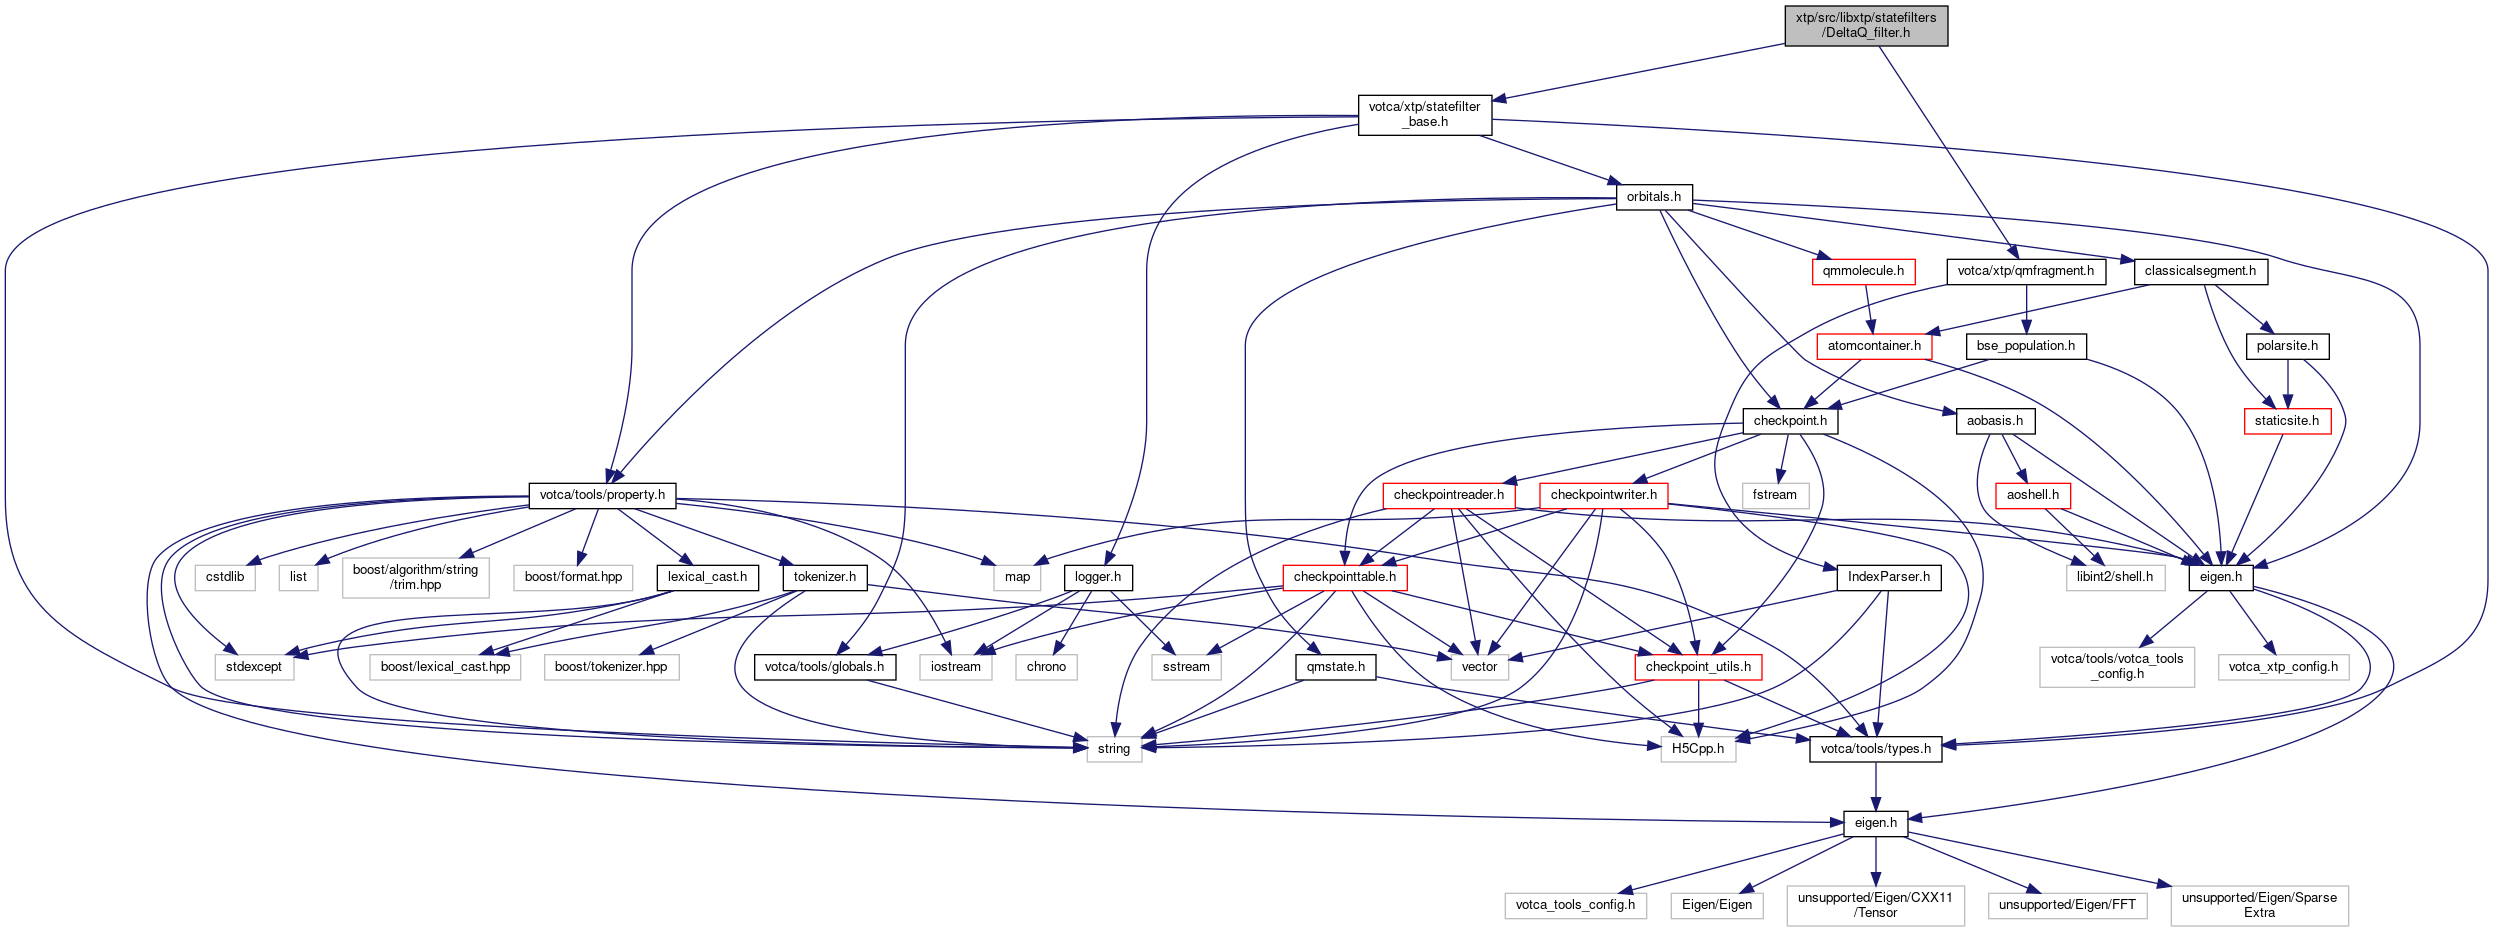 xtp/src/libxtp/statefilters
/DeltaQ_filter.h
votca/xtp/statefilter
_base.h
orbitals.h
qmmolecule.h
votca/xtp/qmfragment.h
classicalsegment.h
atomcontainer.h
bse_population.h
polarsite.h
checkpoint.h
aobasis.h
staticsite.h
votca/tools/property.h
checkpointreader.h
checkpointwriter.h
fstream
aoshell.h
cstdlib
list
boost/algorithm/string
/trim.hpp
boost/format.hpp
lexical_cast.h
tokenizer.h
map
logger.h
checkpointtable.h
IndexParser.h
libint2/shell.h
eigen.h
stdexcept
boost/lexical_cast.hpp
boost/tokenizer.hpp
votca/tools/globals.h
iostream
chrono
sstream
vector
qmstate.h
checkpoint_utils.h
votca/tools/votca_tools
_config.h
votca_xtp_config.h
string
H5Cpp.h
votca/tools/types.h
eigen.h
votca_tools_config.h
Eigen/Eigen
unsupported/Eigen/CXX11
/Tensor
unsupported/Eigen/FFT
unsupported/Eigen/Sparse
Extra